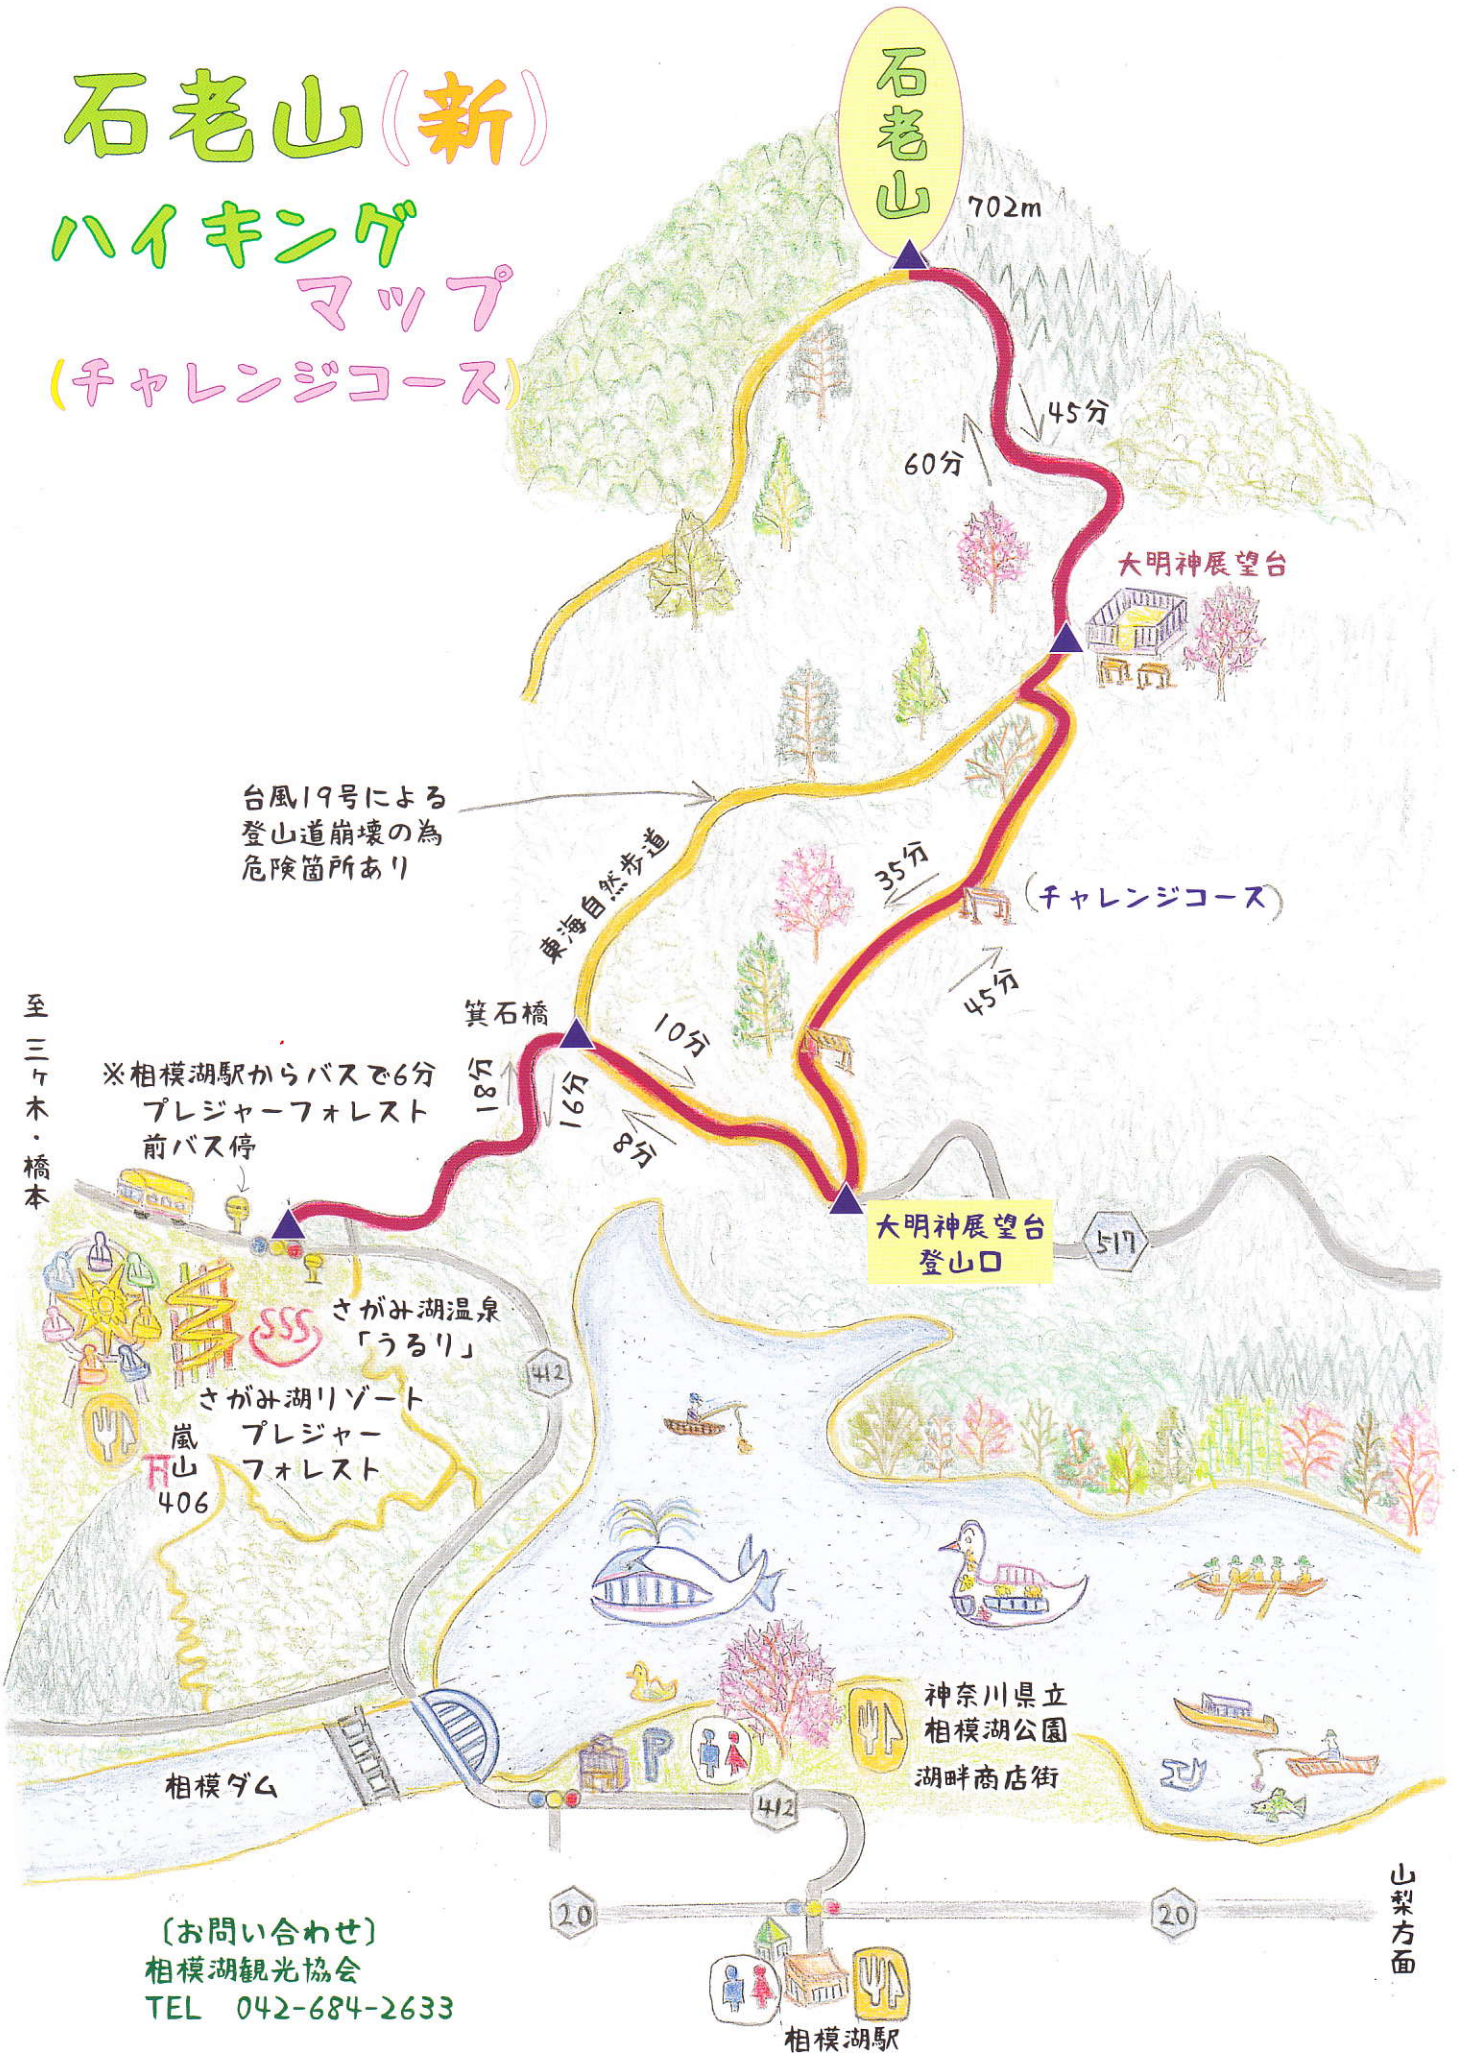 石老山(新)
ハイキング
マップ
(チャレンジコース)
石老山
702m
45分
60分
大明神展望台
台風19号による
登山道崩壊の為
危険箇所あり
東海自然歩道
35分
(チャレンジコース)
45分
箕石橋
10分
18分
16分
8分
至三ヶ木・橋本
※相模湖駅からバスで6分
プレジャーフォレスト
前バス停
大明神展望台
登山口
517
さがみ湖温泉
「うるり」
412
さがみ湖リゾート
プレジャー
フォレスト
嵐山
406
神奈川県立
相模湖公園
湖畔商店街
P
相模ダム
412
20
20
山梨方面
〔お問い合わせ〕
相模湖観光協会
TEL 042-684-2633
相模湖駅